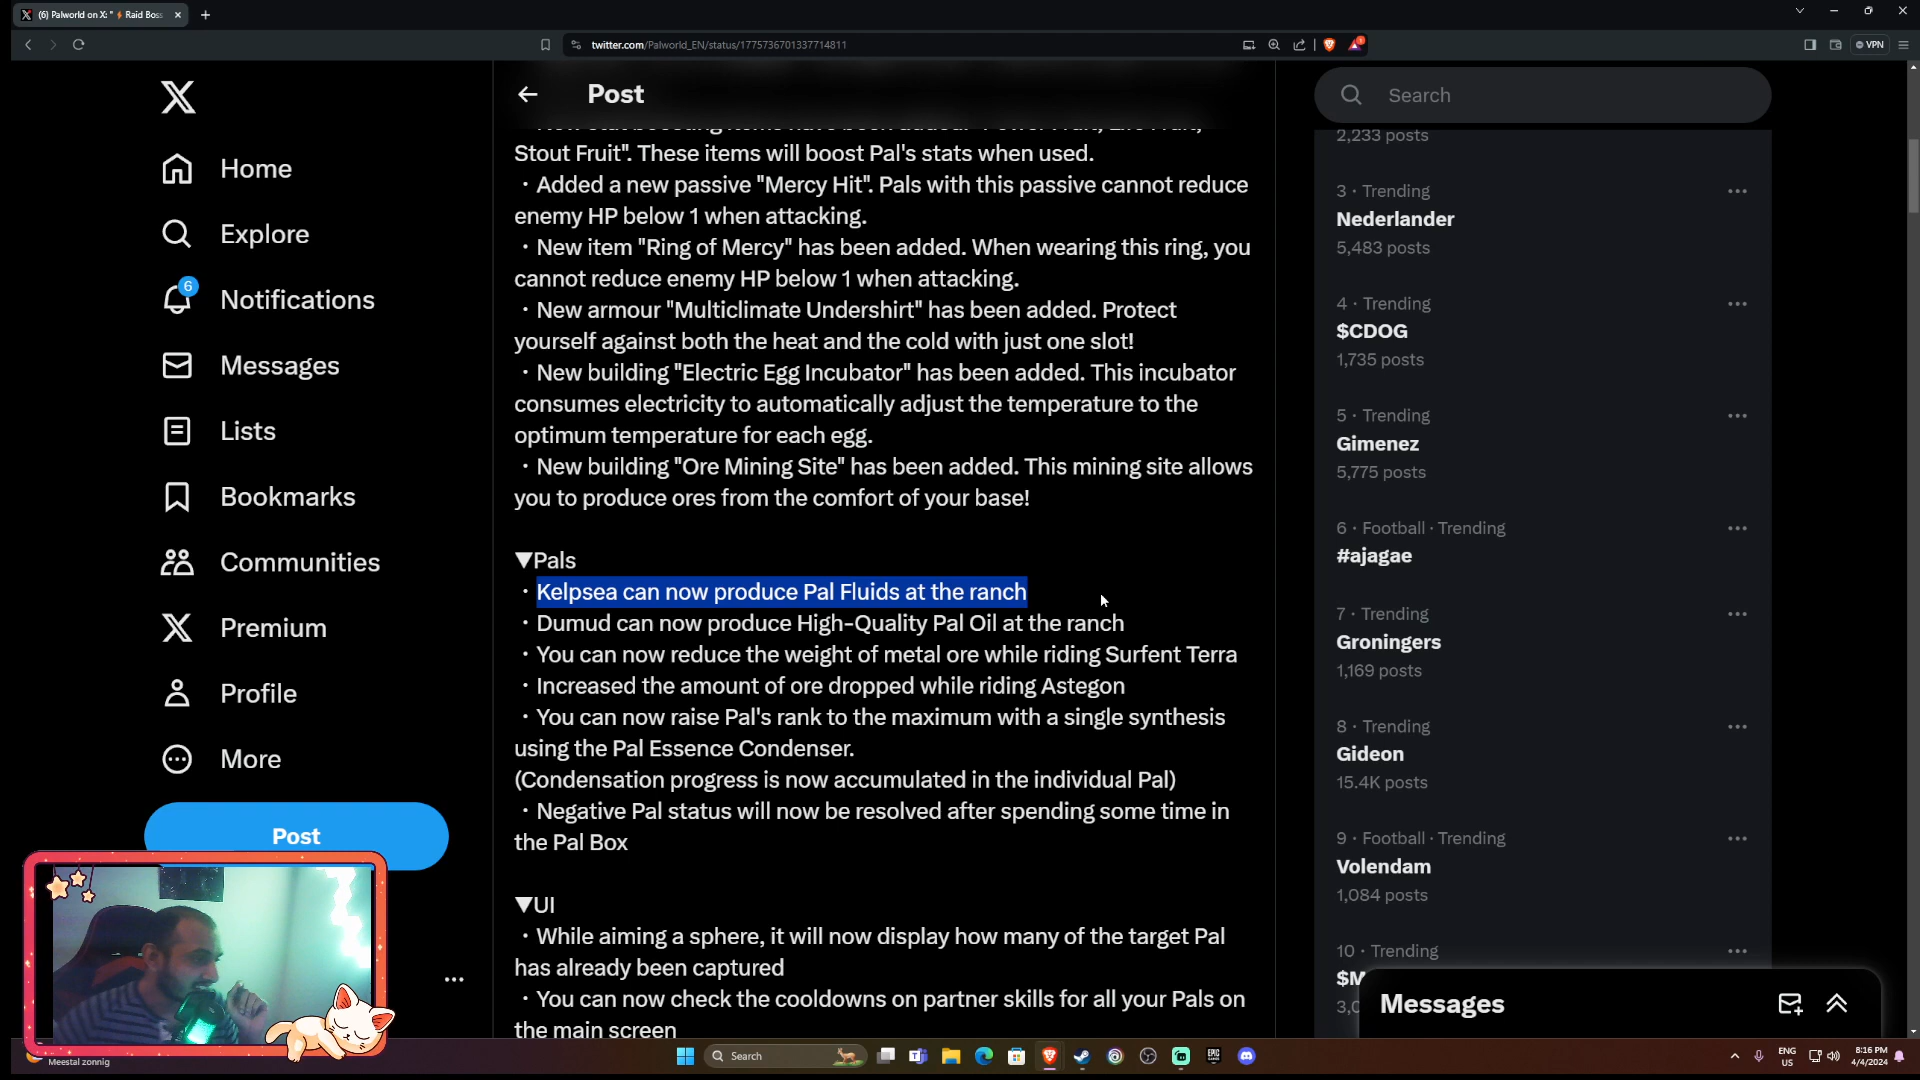 (6) Palworld on X: "⚡Raid Boss
twitter.com/Palworld_EN/status/1775736701337714811
VPN
Home
Explore
6
Notifications
Messages
Lists
Bookmarks
Communities
Premium
Profile
More
Post
Post
Stout Fruit". These items will boost Pal's stats when used.
・Added a new passive "Mercy Hit". Pals with this passive cannot reduce
enemy HP below 1 when attacking.
・New item "Ring of Mercy" has been added. When wearing this ring, you
cannot reduce enemy HP below 1 when attacking.
・New armour "Multiclimate Undershirt" has been added. Protect
yourself against both the heat and the cold with just one slot!
・New building "Electric Egg Incubator" has been added. This incubator
consumes electricity to automatically adjust the temperature to the
optimum temperature for each egg.
・New building "Ore Mining Site" has been added. This mining site allows
you to produce ores from the comfort of your base!
▼Pals
・Kelpsea can now produce Pal Fluids at the ranch
・Dumud can now produce High-Quality Pal Oil at the ranch
・You can now reduce the weight of metal ore while riding Surfent Terra
・Increased the amount of ore dropped while riding Astegon
・You can now raise Pal's rank to the maximum with a single synthesis
using the Pal Essence Condenser.
(Condensation progress is now accumulated in the individual Pal)
・Negative Pal status will now be resolved after spending some time in
the Pal Box
▼UI
・While aiming a sphere, it will now display how many of the target Pal
has already been captured
・You can now check the cooldowns on partner skills for all your Pals on
the main screen
Search
2,233 posts
3 · Trending
Nederlander
5,483 posts
4 · Trending
$CDOG
1,735 posts
5 · Trending
Gimenez
5,775 posts
6 · Football · Trending
#ajagae
7 · Trending
Groningers
1,169 posts
8 · Trending
Gideon
15.4K posts
9 · Football · Trending
Volendam
1,084 posts
10 · Trending
Messages
Meestal zonnig
Search
ENG
US
8:16 PM
4/4/2024